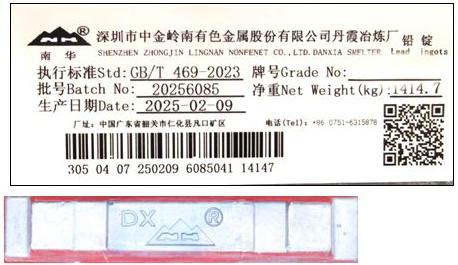 深圳市中金岭南有色金属股份有限公司丹霞冶炼厂 铅锭
南华 ® SHENZHEN ZHONGJIN LINGNAN NONFENET CO.,LTD.DANXIA SMELTER Lead ingots
执行标准Std: GB/T 469-2023 牌号Grade No:
批号Batch No: 20256085 净重Net Weight(kg): 1414.7
生产日期Date: 2025-02-09
厂址: 中国广东省韶关市仁化县凡口矿区 电话(Tel): +86 0751-6315878
305 04 07 250209 6085041 14147
DX ®